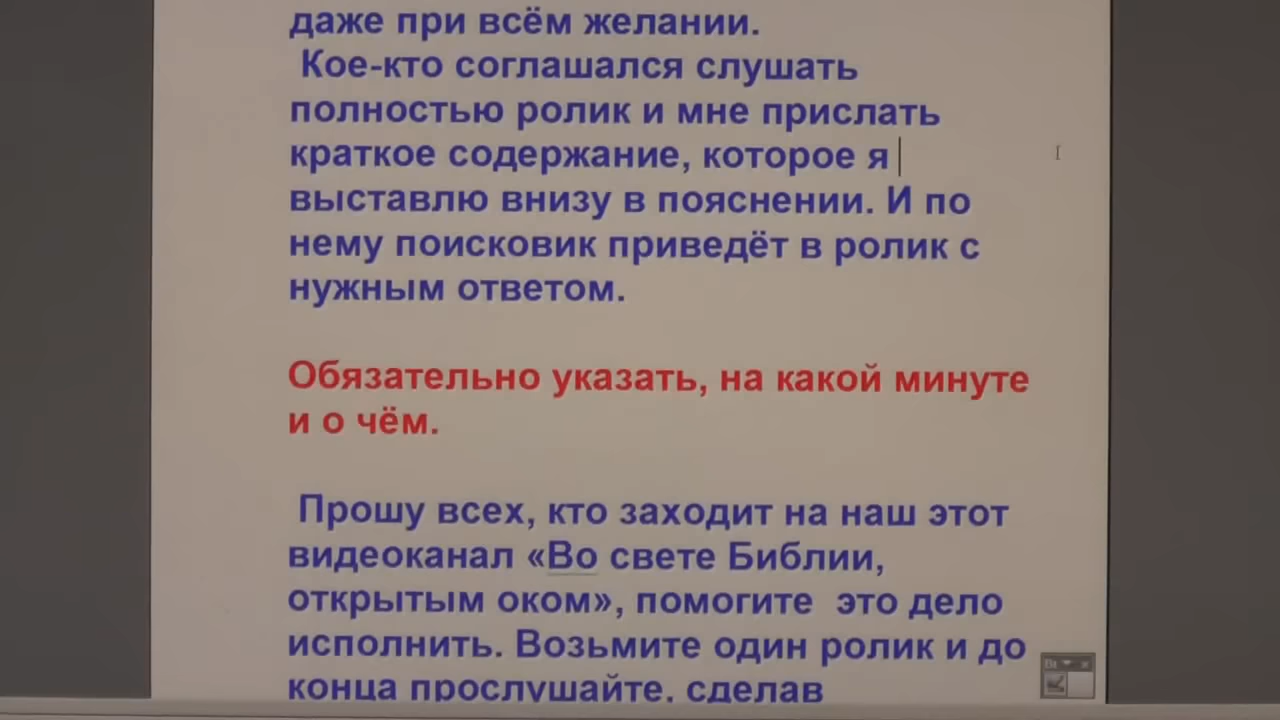 даже при всём желании.
Кое-кто соглашался слушать
полностью ролик и мне прислать
краткое содержание, которое я
выставлю внизу в пояснении. И по
нему поисковик приведёт в ролик с
нужным ответом.
Обязательно указать, на какой минуте
и о чём.
Прошу всех, кто заходит на наш этот
видеоканал «Во свете Библии,
открытым оком», помогите это дело
исполнить. Возьмите один ролик и до
конца прослушайте, сделав